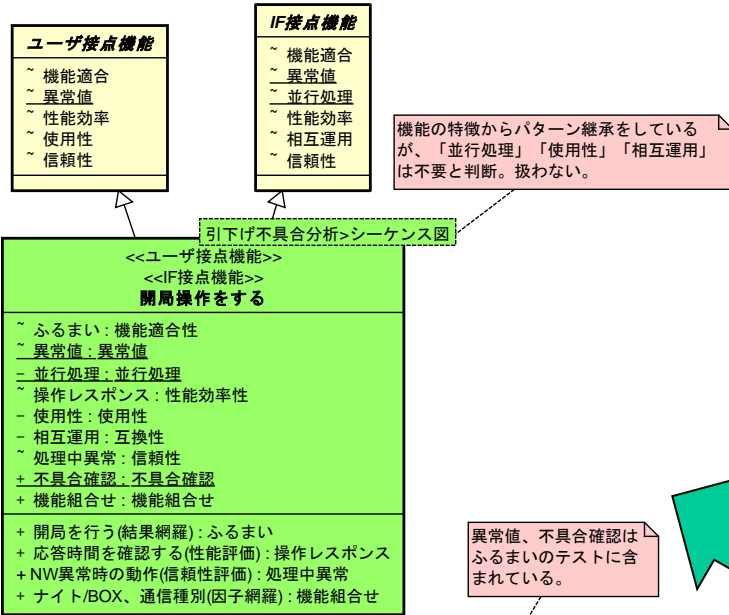 ユーザ接点機能
~ 機能適合
~ 異常値
~ 性能効率
~ 使用性
~ 信頼性
IF接点機能
~ 機能適合
~ 異常値
~ 並行処理
~ 性能効率
~ 相互運用
~ 信頼性
機能の特徴からパターン継承をしている
が、「並行処理」「使用性」「相互運用」
は不要と判断。扱わない。
引下げ不具合分析>シーケンス図
<<ユーザ接点機能>>
<<IF接点機能>>
開局操作をする
~ ふるまい : 機能適合性
~ 異常値 : 異常値
− 並行処理 : 並行処理
~ 操作レスポンス : 性能効率性
− 使用性 : 使用性
− 相互運用 : 互換性
~ 処理中異常 : 信頼性
+ 不具合確認 : 不具合確認
+ 機能組合せ : 機能組合せ
+ 開局を行う(結果網羅) : ふるまい
+ 応答時間を確認する(性能評価) : 操作レスポンス
+ NW異常時の動作(信頼性評価) : 処理中異常
+ ナイト/BOX、通信種別(因子網羅) : 機能組合せ
異常値、不具合確認は
ふるまいのテストに含
まれている。